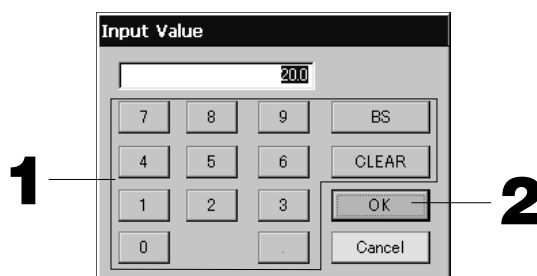 Input Value
20.0
7 8 9 BS
4 5 6 CLEAR
1 2 3 OK
0 . Cancel
1
2